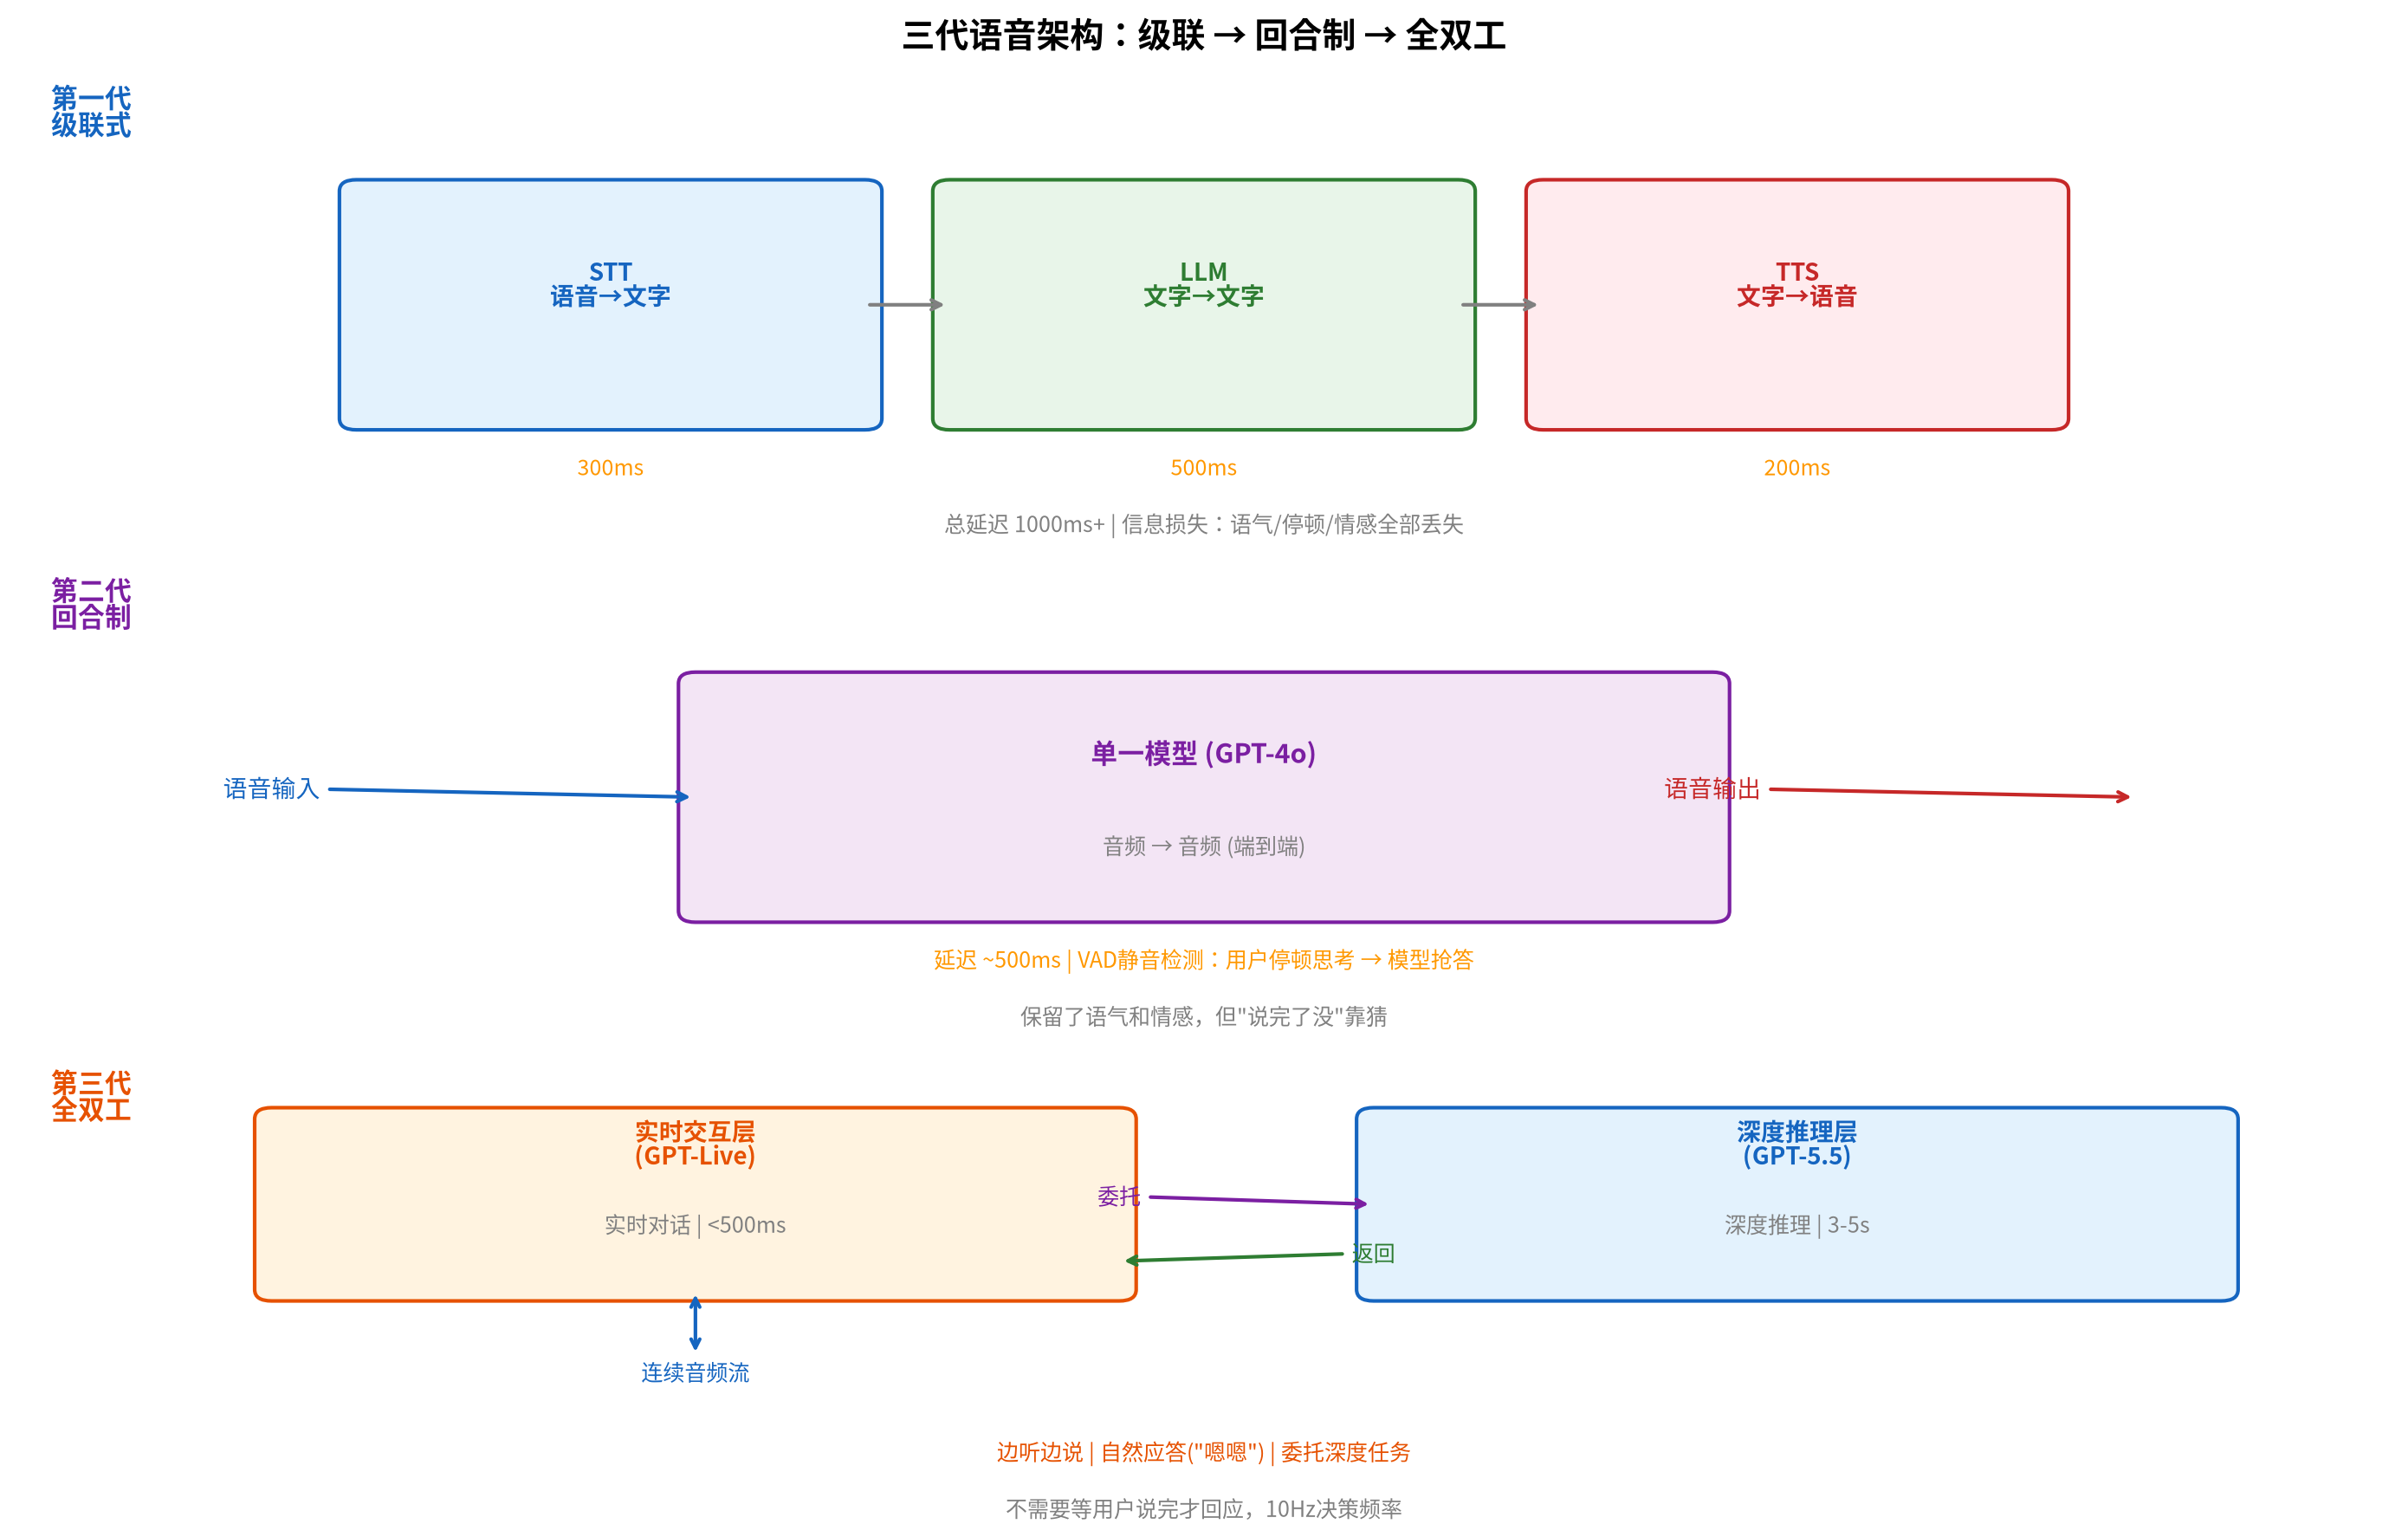 三代语音架构：级联 → 回合制 → 全双工
第一代
级联式
STT
语音→文字
LLM
文字→文字
TTS
文字→语音
300ms
500ms
200ms
总延迟 1000ms+ | 信息损失：语气/停顿/情感全部丢失
第二代
回合制
单一模型 (GPT-4o)
语音输入
语音输出
音频 → 音频 (端到端)
延迟 ~500ms | VAD静音检测：用户停顿思考 → 模型抢答
保留了语气和情感，但"说完了没"靠猜
第三代
全双工
实时交互层
(GPT-Live)
深度推理层
(GPT-5.5)
委托
实时对话 | <500ms
深度推理 | 3-5s
返回
连续音频流
边听边说 | 自然应答("嗯嗯") | 委托深度任务
不需要等用户说完才回应，10Hz决策频率